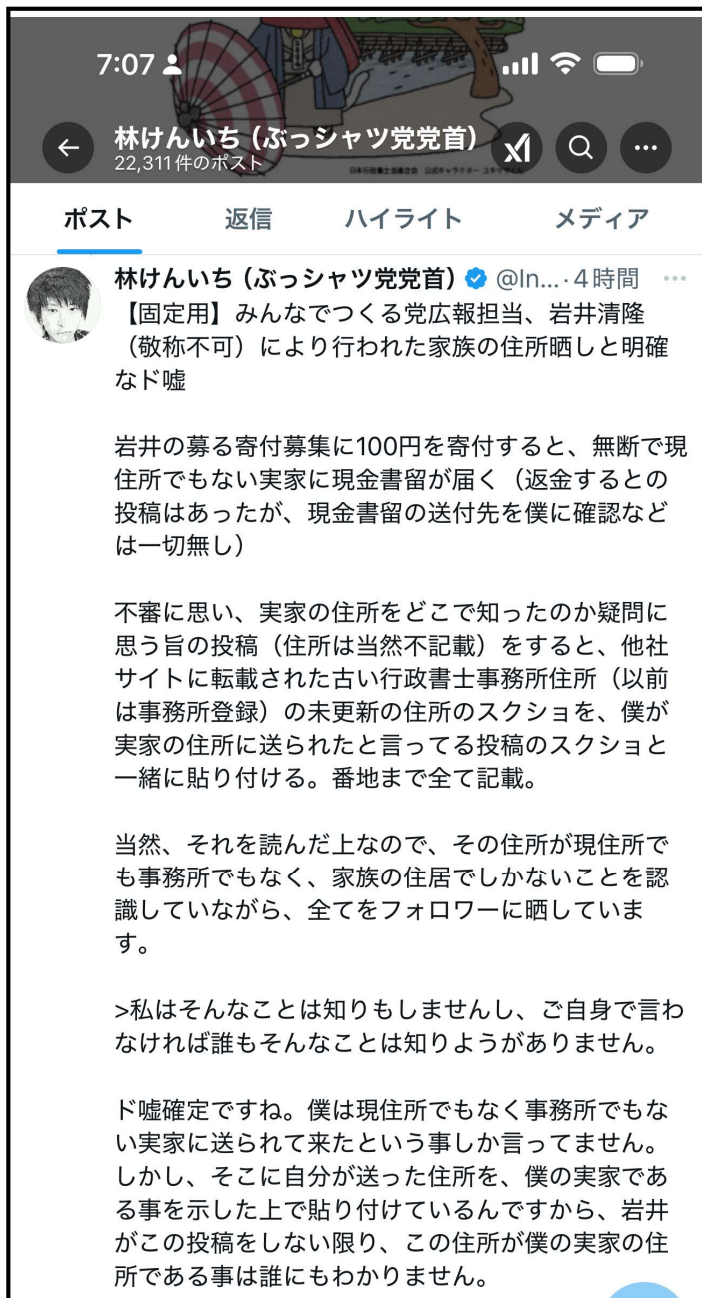 7:07
林けんいち（ぶっシャツ党党首）
22,311件のポスト
日本行政書士会連合会 公式キャラクター ユキマサくん
ポスト 返信 ハイライト メディア
林けんいち（ぶっシャツ党党首） @In... · 4時間
【固定用】みんなでつくる党広報担当、岩井清隆
（敬称不可）により行われた家族の住所晒しと明確
なド嘘
岩井の募る寄付募集に100円を寄付すると、無断で現
住所でもない実家に現金書留が届く（返金するとの
投稿はあったが、現金書留の送付先を僕に確認など
は一切無し）
不審に思い、実家の住所をどこで知ったのか疑問に
思う旨の投稿（住所は当然不記載）をすると、他社
サイトに転載された古い行政書士事務所住所（以前
は事務所登録）の未更新の住所のスクショを、僕が
実家の住所に送られたと言ってる投稿のスクショと
一緒に貼り付ける。番地まで全て記載。
当然、それを読んだ上なので、その住所が現住所で
も事務所でもなく、家族の住居でしかないことを認
識していながら、全てをフォロワーに晒していま
す。
>私はそんなことは知りもしませんし、ご自身で言わ
なければ誰もそんなことは知りようがありません。
ド嘘確定ですね。僕は現住所でもなく事務所でもな
い実家に送られて来たという事しか言ってません。
しかし、そこに自分が送った住所を、僕の実家であ
る事を示した上で貼り付けているんですから、岩井
がこの投稿をしない限り、この住所が僕の実家の住
所である事は誰にもわかりません。